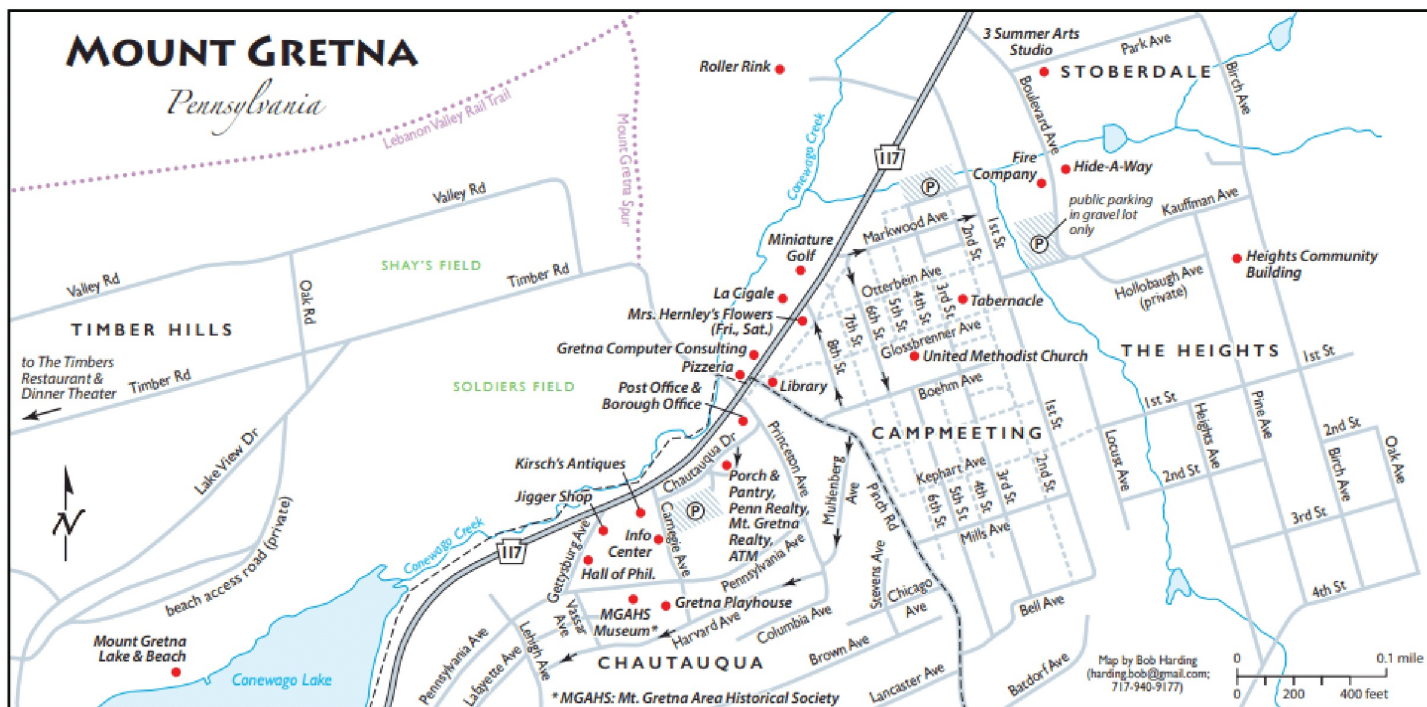 MOUNT GRETNA
Pennsylvania
Lebanon Valley Rail Trail
Mount Gretna
Spur
Roller Rink
Conewago Creek
117
3 Summer Arts
Studio
Park Ave
STOBERDALE
Boulevard Ave
Birch Ave
Fire
Company
Hide-A-Way
P
public parking
in gravel lot
only
P
Kauffman Ave
Valley Rd
Valley Rd
SHAY'S FIELD
Timber Rd
Oak Rd
TIMBER HILLS
to The Timbers
Restaurant &
Dinner Theater
Timber Rd
SOLDIERS FIELD
Lake View Dr
beach access road (private)
N
Miniature
Golf
La Cigale
Mrs. Hernley's Flowers
(Fri., Sat.)
Gretna Computer Consulting
Pizzeria
Post Office &
Borough Office
Library
Markwood Ave
1st St
2nd St
Otterbein Ave
3rd St
4th St
5th St
6th St
7th St
8th St
Glossbrenner Ave
Tabernacle
United Methodist Church
Boehm Ave
Hollobaugh Ave
(private)
Heights Community
Building
THE HEIGHTS
1st St
1st St
CAMPMEETING
1st St
2nd St
Kephart Ave
3rd St
4th St
5th St
6th St
Mills Ave
Locust Ave
Heights Ave
Pine Ave
2nd St
2nd St
Birch Ave
Oak Ave
3rd St
4th St
Kirsch's Antiques
Jigger Shop
Chautauqua Dr
P
Carnegie Ave
Info
Center
Hall of Phil.
Gettysburg Ave
Porch &
Pantry,
Penn Realty,
Mt. Gretna
Realty,
ATM
Princeton Ave
Muhlenberg
Ave
Pinch Rd
Pennsylvania Ave
Stevens Ave
Chicago
Ave
Bell Ave
117
Conewago Creek
Mount Gretna
Lake & Beach
Conewago Lake
Vassar
Ave
MGAHS
Museum*
Gretna Playhouse
Harvard Ave
Columbia Ave
Brown Ave
Lancaster Ave
Batdorf Ave
Pennsylvania Ave
Lafayette Ave
Lehigh Ave
CHAUTAUQUA
* MGAHS: Mt. Gretna Area Historical Society
Map by Bob Harding
(harding.bob@gmail.com;
717-940-9177)
0 0.1 mile
0 200 400 feet